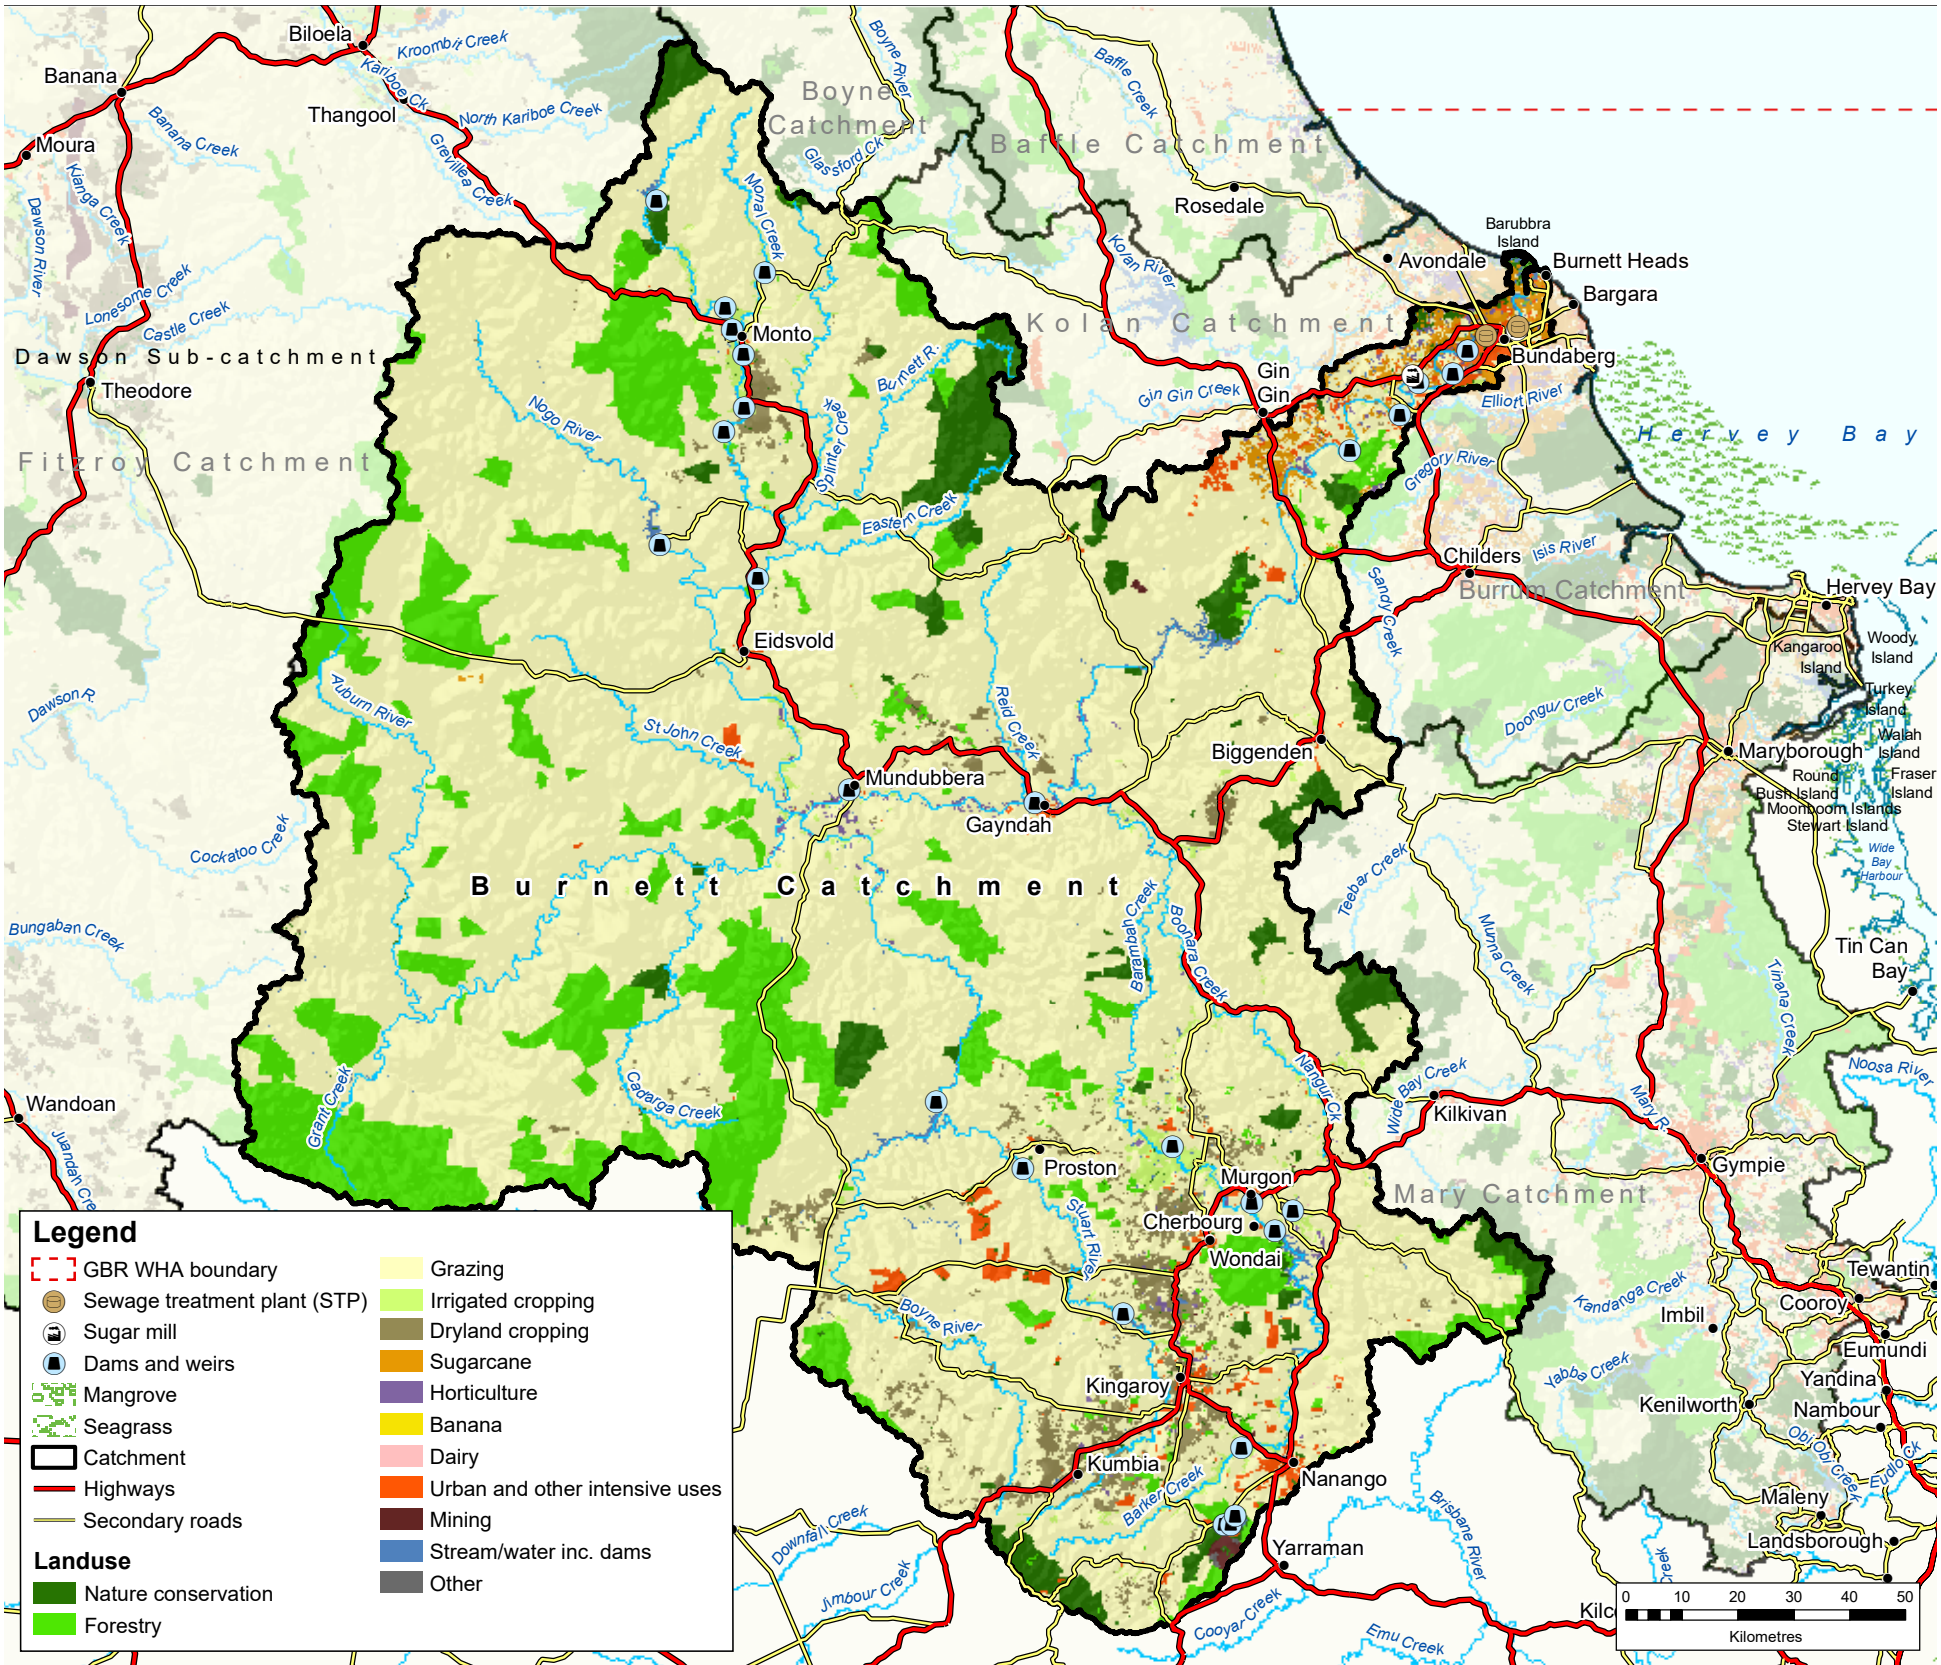 Biloela
Kroombit Creek
Boyne River
Baffle Creek
Banana
Kariboe Ck
Thangool
North Kariboe Creek
Boyne
Catchment
Banana Creek
Moura
Grevillea Creek
Glassford Ck
Baffle Catchment
Kianga Creek
Monal Creek
Rosedale
Dawson River
Barubbra
Island
Kolan River
Avondale
Burnett Heads
Lonesome Creek
Bargara
Castle Creek
Kolan Catchment
Monto
Dawson Sub-catchment
Bundaberg
Theodore
Burnett R.
Gin
Gin
Gin Gin Creek
Elliott River
Nogo River
Splinter Creek
Hervey Bay
Fitzroy Catchment
Gregory River
Eastern Creek
Childers
Isis River
Sandy Creek
Burrum Catchment
Hervey Bay
Eidsvold
Woody
Island
Kangaroo
Island
Dawson R.
Auburn River
Reid Creek
Turkey
Island
Doongul Creek
St John Creek
Biggenden
Maryborough
Walah
Island
Mundubbera
Round
Bush Island
Fraser
Island
Moonboom Islands
Stewart Island
Gayndah
Cockatoo Creek
Teebar Creek
Wide
Bay
Harbour
Burnett Catchment
Barambah Creek
Boonara Creek
Bungaban Creek
Munna Creek
Tin Can
Bay
Tinana Creek
Nangur Ck
Grant Creek
Cadarga Creek
Wide Bay Creek
Noosa River
Wandoan
Kilkivan
Mary R.
Juandah Cre
Proston
Gympie
Murgon
Mary Catchment
Stuart River
Cherbourg
Wondai
Tewantin
Kandanga Creek
Cooroy
Imbil
Boyne River
Eumundi
Yabba Creek
Yandina
Kingaroy
Kenilworth
Nambour
Obi Obi Creek
Eudlo Ck
Kumbia
Nanango
Barker Creek
Brisbane River
Maleny
Downfall Creek
Landsborough
Yarraman
Jimbour Creek
Creek
Cooyar Creek
Emu Creek
Kilc
Legend
GBR WHA boundary
Sewage treatment plant (STP)
Sugar mill
Dams and weirs
Mangrove
Seagrass
Catchment
Highways
Secondary roads
Landuse
Nature conservation
Forestry
Grazing
Irrigated cropping
Dryland cropping
Sugarcane
Horticulture
Banana
Dairy
Urban and other intensive uses
Mining
Stream/water inc. dams
Other
0 10 20 30 40 50
Kilometres